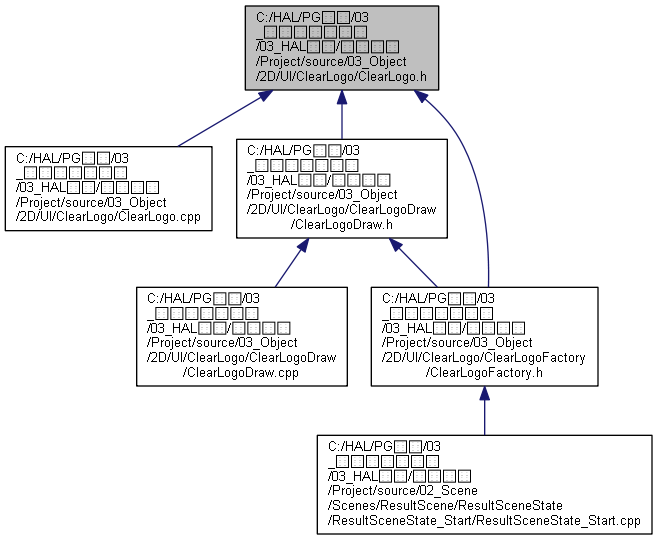 C:/HAL/PG□□/03
_□□□□□□□
/03_HAL□□/□□□□
/Project/source/03_Object
/2D/UI/ClearLogo/ClearLogo.h
C:/HAL/PG□□/03
_□□□□□□□
/03_HAL□□/□□□□
/Project/source/03_Object
/2D/UI/ClearLogo/ClearLogo.cpp
C:/HAL/PG□□/03
_□□□□□□□
/03_HAL□□/□□□□
/Project/source/03_Object
/2D/UI/ClearLogo/ClearLogoDraw
/ClearLogoDraw.h
C:/HAL/PG□□/03
_□□□□□□□
/03_HAL□□/□□□□
/Project/source/03_Object
/2D/UI/ClearLogo/ClearLogoDraw
/ClearLogoDraw.cpp
C:/HAL/PG□□/03
_□□□□□□□
/03_HAL□□/□□□□
/Project/source/03_Object
/2D/UI/ClearLogo/ClearLogoFactory
/ClearLogoFactory.h
C:/HAL/PG□□/03
_□□□□□□□
/03_HAL□□/□□□□
/Project/source/02_Scene
/Scenes/ResultScene/ResultSceneState
/ResultSceneState_Start/ResultSceneState_Start.cpp